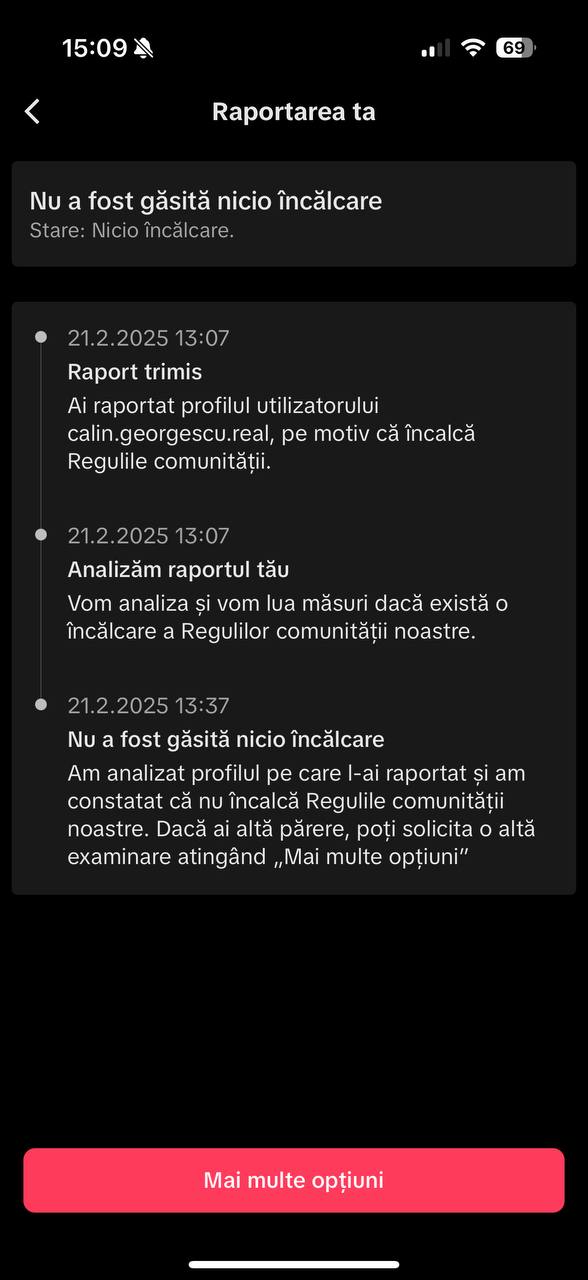 15:09
69
Raportarea ta
Nu a fost găsită nicio încălcare
Stare: Nicio încălcare.
21.2.2025 13:07
Raport trimis
Ai raportat profilul utilizatorului
calin.georgescu.real, pe motiv că încalcă
Regulile comunității.
21.2.2025 13:07
Analizăm raportul tău
Vom analiza și vom lua măsuri dacă există o
încălcare a Regulilor comunității noastre.
21.2.2025 13:37
Nu a fost găsită nicio încălcare
Am analizat profilul pe care l-ai raportat și am
constatat că nu încalcă Regulile comunității
noastre. Dacă ai altă părere, poți solicita o altă
examinare atingând „Mai multe opțiuni”
Mai multe opțiuni